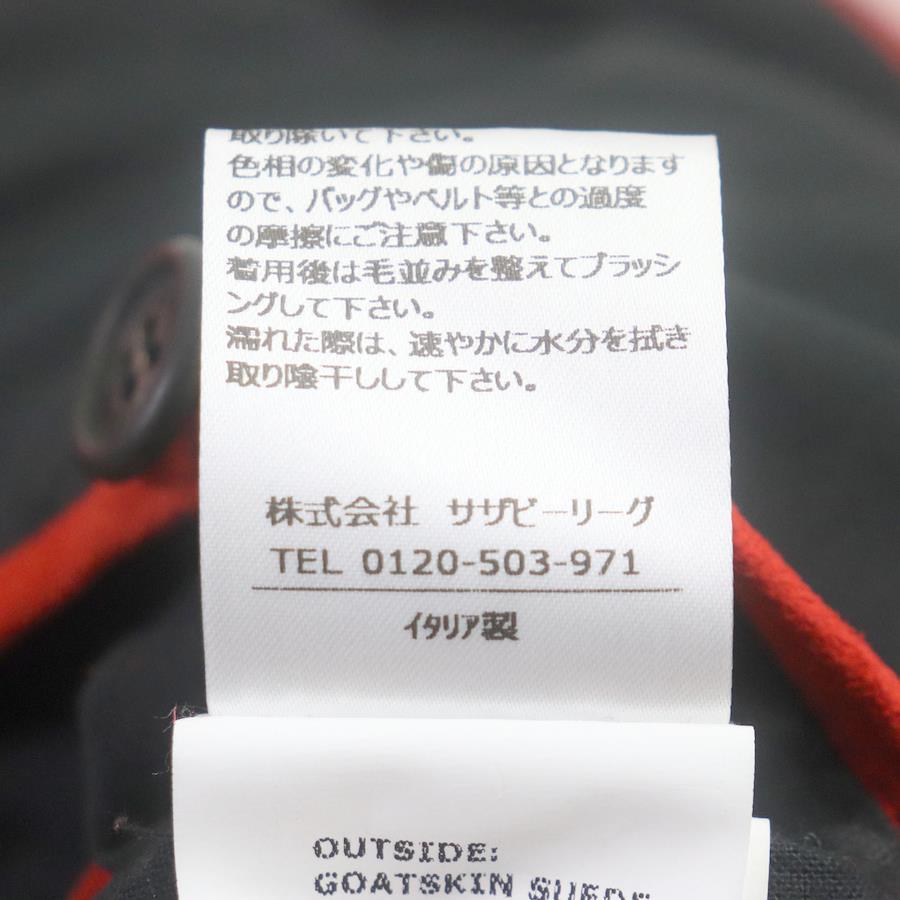 取り除いて下さい。
色相の変化や傷の原因となります
ので、バッグやベルト等との過度
の摩擦にご注意下さい。
着用後は毛並みを整えてブラッシ
ングして下さい。
濡れた際は、速やかに水分を拭き
取り陰干しして下さい。
株式会社 サザビーリーグ
TEL 0120-503-971
イタリア製
OUTSIDE:
GOATSKIN SUEDE